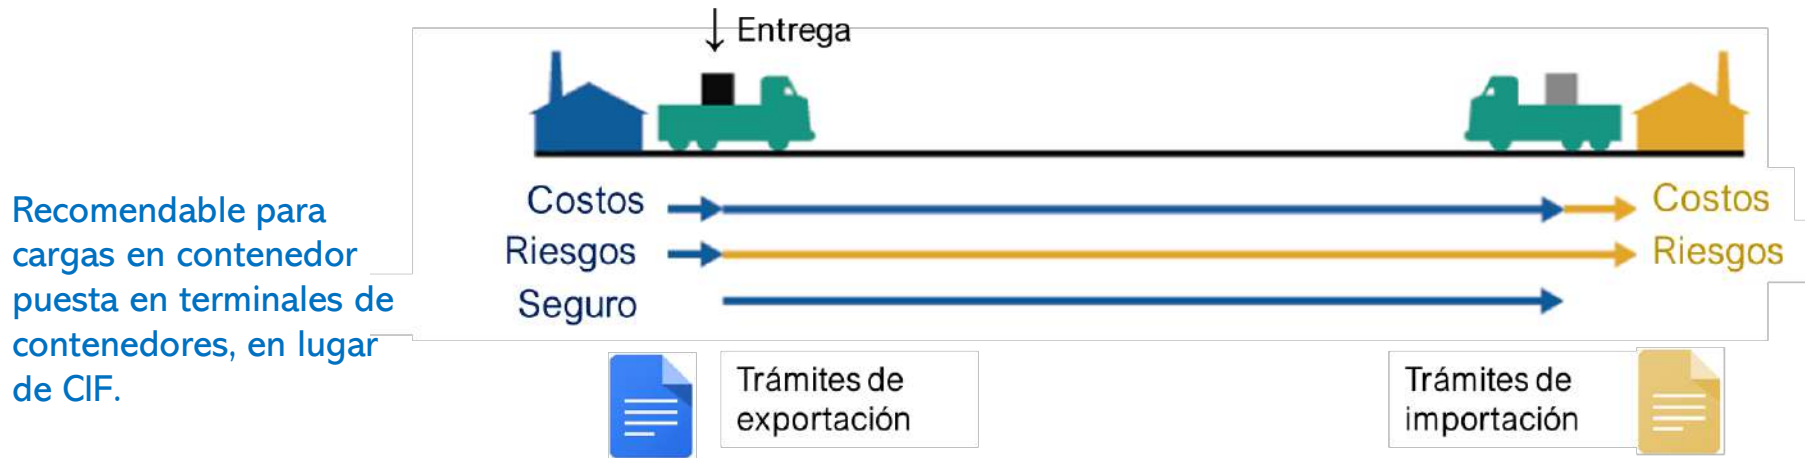 Entrega
Recomendable para
cargas en contenedor
puesta en terminales de
contenedores, en lugar
de CIF.
Costos
Costos
Riesgos
Riesgos
Seguro
Trámites de
exportación
Trámites de
importación